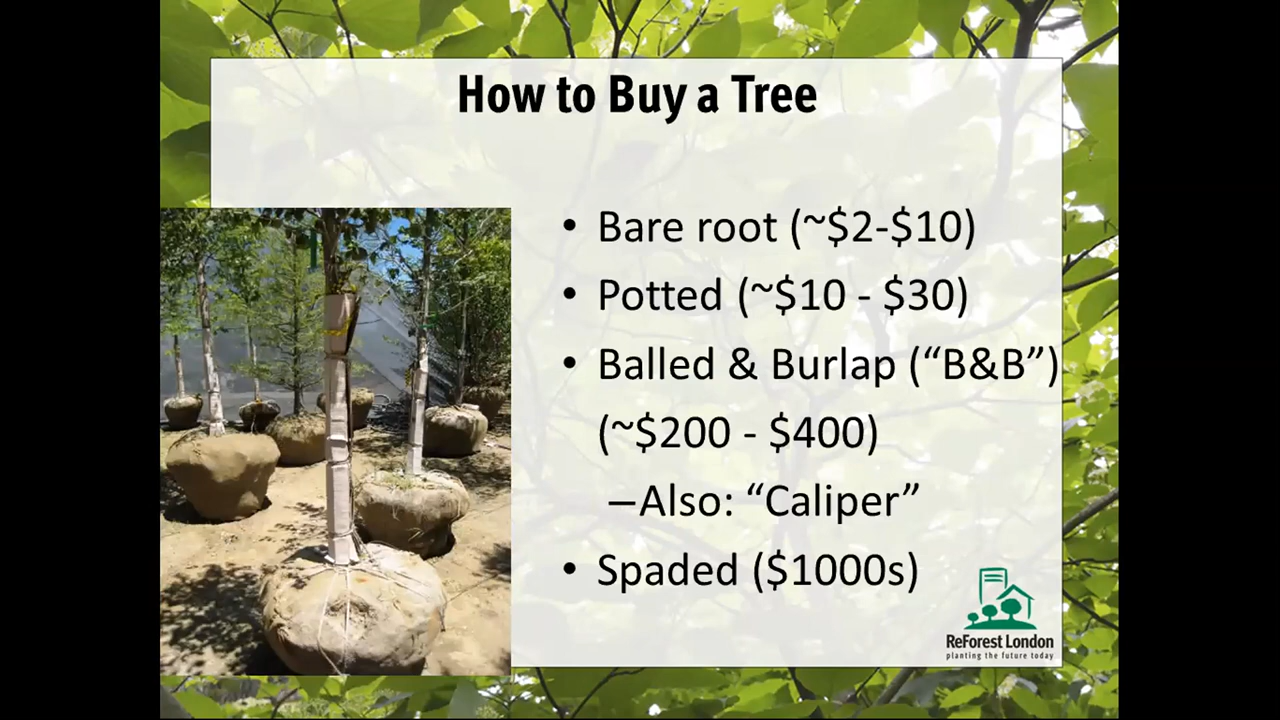 How to Buy a Tree
• Bare root (~$2-$10)
• Potted (~$10 - $30)
• Balled & Burlap (“B&B”)
(~$200 - $400)
–Also: “Caliper”
• Spaded ($1000s)
ReForest London
planting the future today